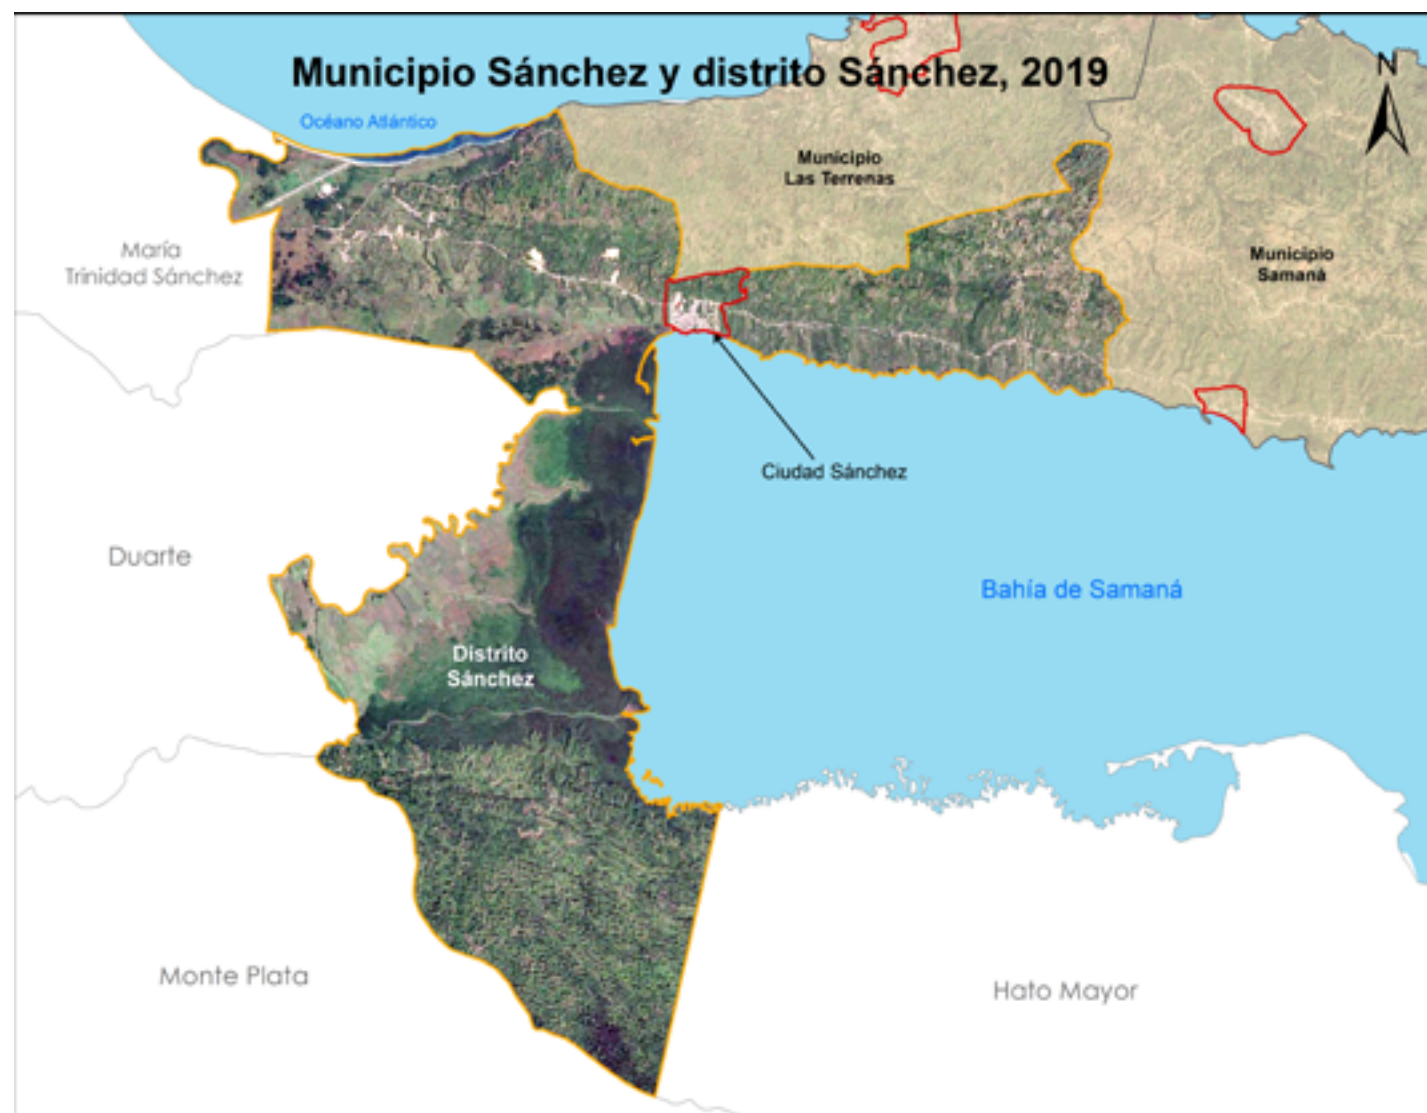 Municipio Sánchez y distrito Sánchez, 2019
N
Océano Atlántico
Municipio
Las Terrenas
María
Trinidad Sánchez
Municipio
Samaná
Ciudad Sánchez
Duarte
Bahía de Samaná
Distrito
Sánchez
Monte Plata
Hato Mayor